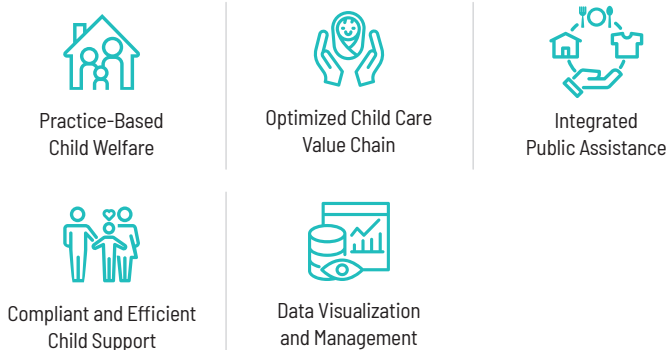 Practice-Based
Child Welfare
Optimized Child Care
Value Chain
Integrated
Public Assistance
Compliant and Efficient
Child Support
Data Visualization
and Management